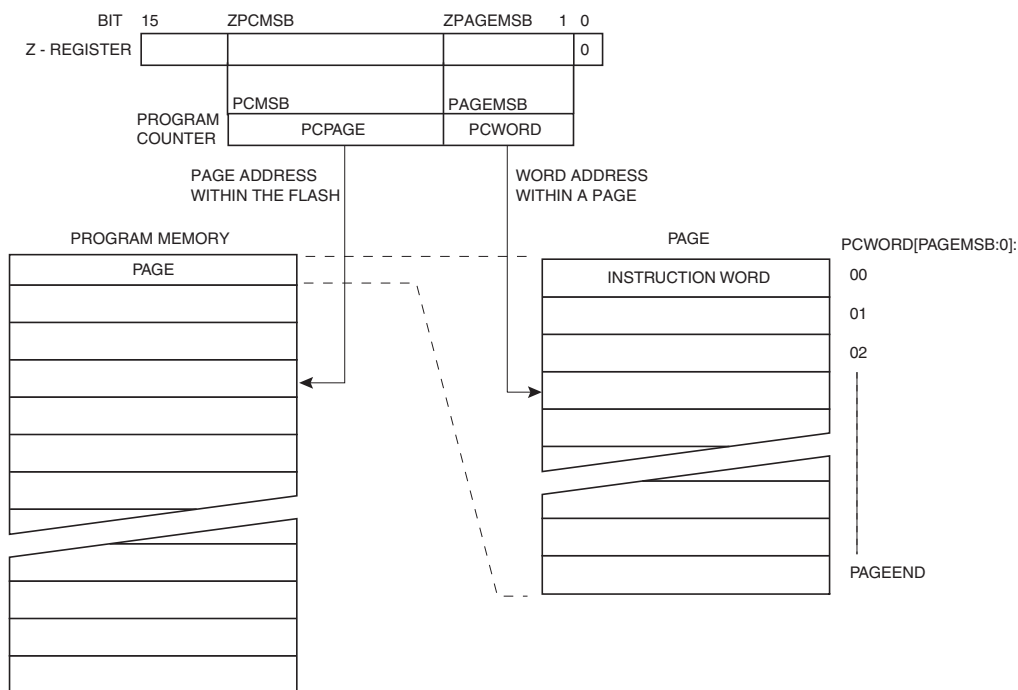 BIT 15 ZPCMSB ZPAGEMSB 1 0
Z - REGISTER 0
PCMSB PAGEMSB
PROGRAM
COUNTER
PCPAGE PCWORD
PAGE ADDRESS
WITHIN THE FLASH
WORD ADDRESS
WITHIN A PAGE
PROGRAM MEMORY
PAGE
PAGE
INSTRUCTION WORD
PCWORD[PAGEMSB:0]:
00
01
02
PAGEEND